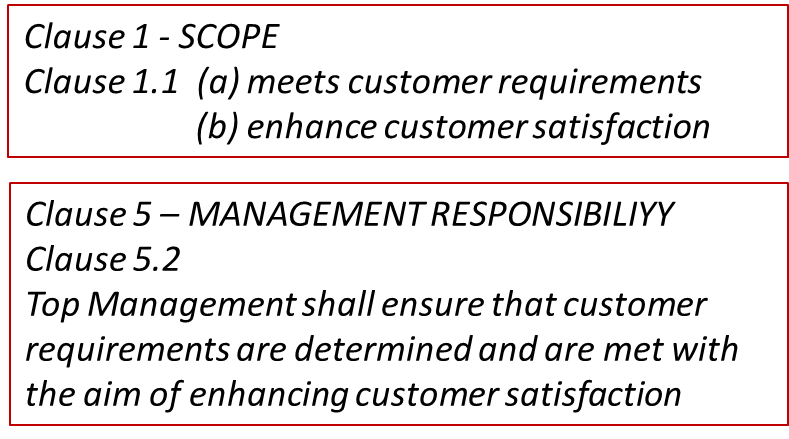 Clause 1 - SCOPE
Clause 1.1 (a) meets customer requirements
(b) enhance customer satisfaction
Clause 5 – MANAGEMENT RESPONSIBILIYY
Clause 5.2
Top Management shall ensure that customer
requirements are determined and are met with
the aim of enhancing customer satisfaction